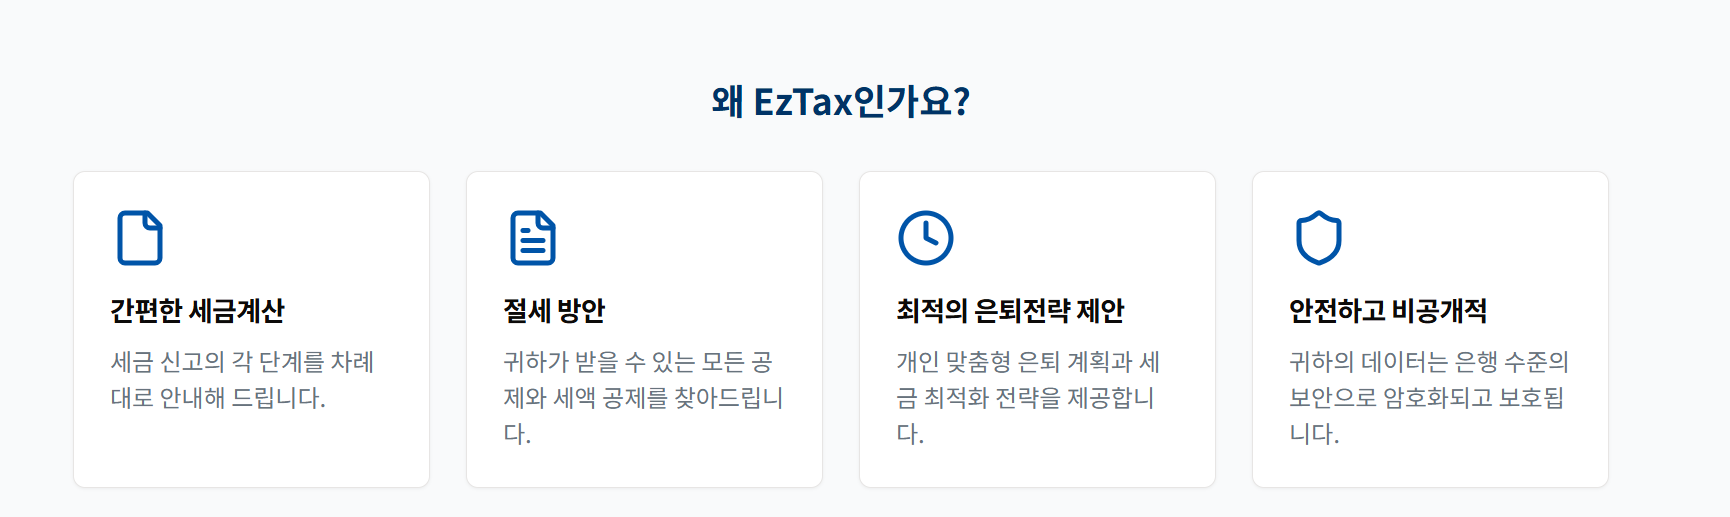 왜 EzTax인가요?
간편한 세금계산
세금 신고의 각 단계를 차례
대로 안내해 드립니다.
절세 방안
귀하가 받을 수 있는 모든 공
제와 세액 공제를 찾아드립니
다.
최적의 은퇴전략 제안
개인 맞춤형 은퇴 계획과 세
금 최적화 전략을 제공합니
다.
안전하고 비공개적
귀하의 데이터는 은행 수준의
보안으로 암호화되고 보호됩
니다.